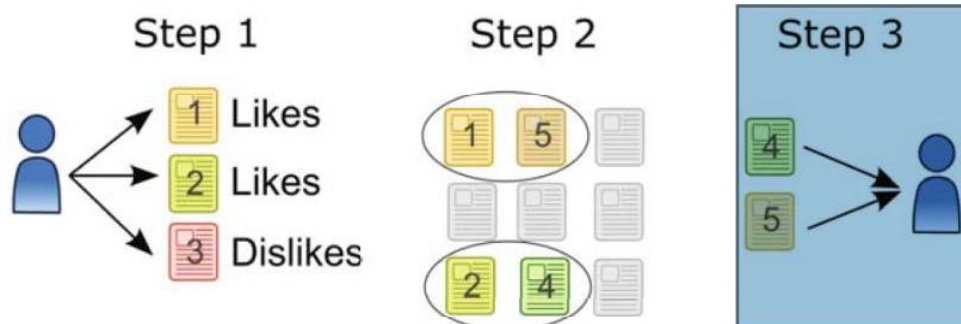 Step 1
1 Likes
2 Likes
3 Dislikes
Step 2
1 5
2 4
Step 3
4
5